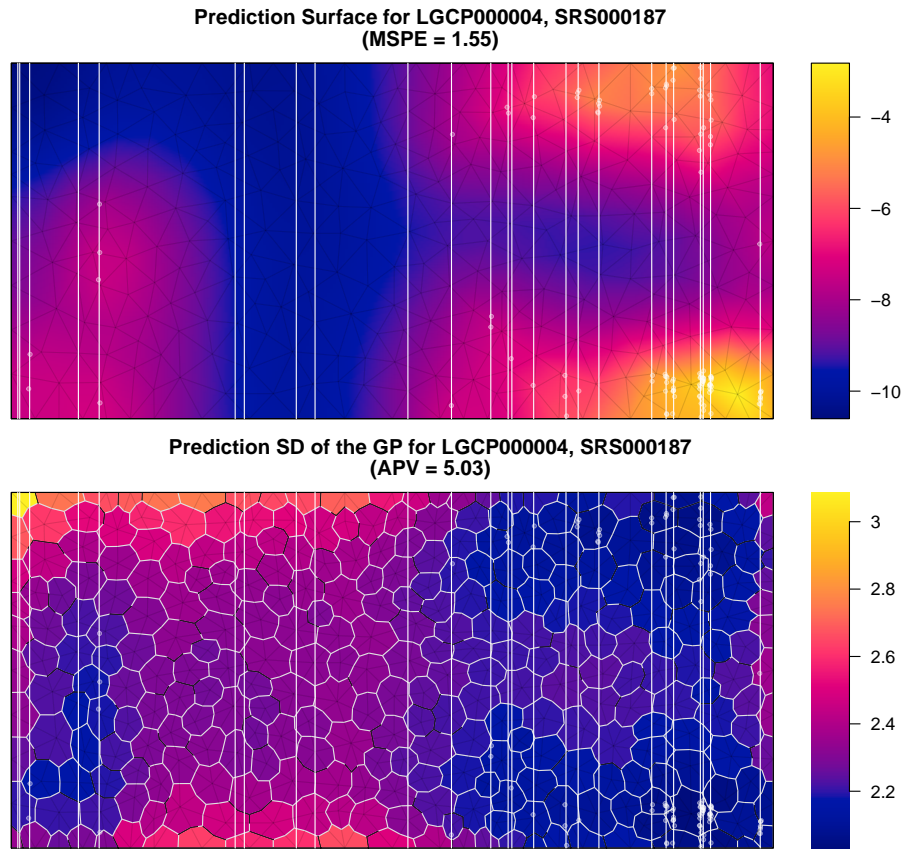 Prediction Surface for LGCP000004, SRS000187
(MSPE = 1.55)
−4
−6
−8
−10
Prediction SD of the GP for LGCP000004, SRS000187
(APV = 5.03)
3
2.8
2.6
2.4
2.2